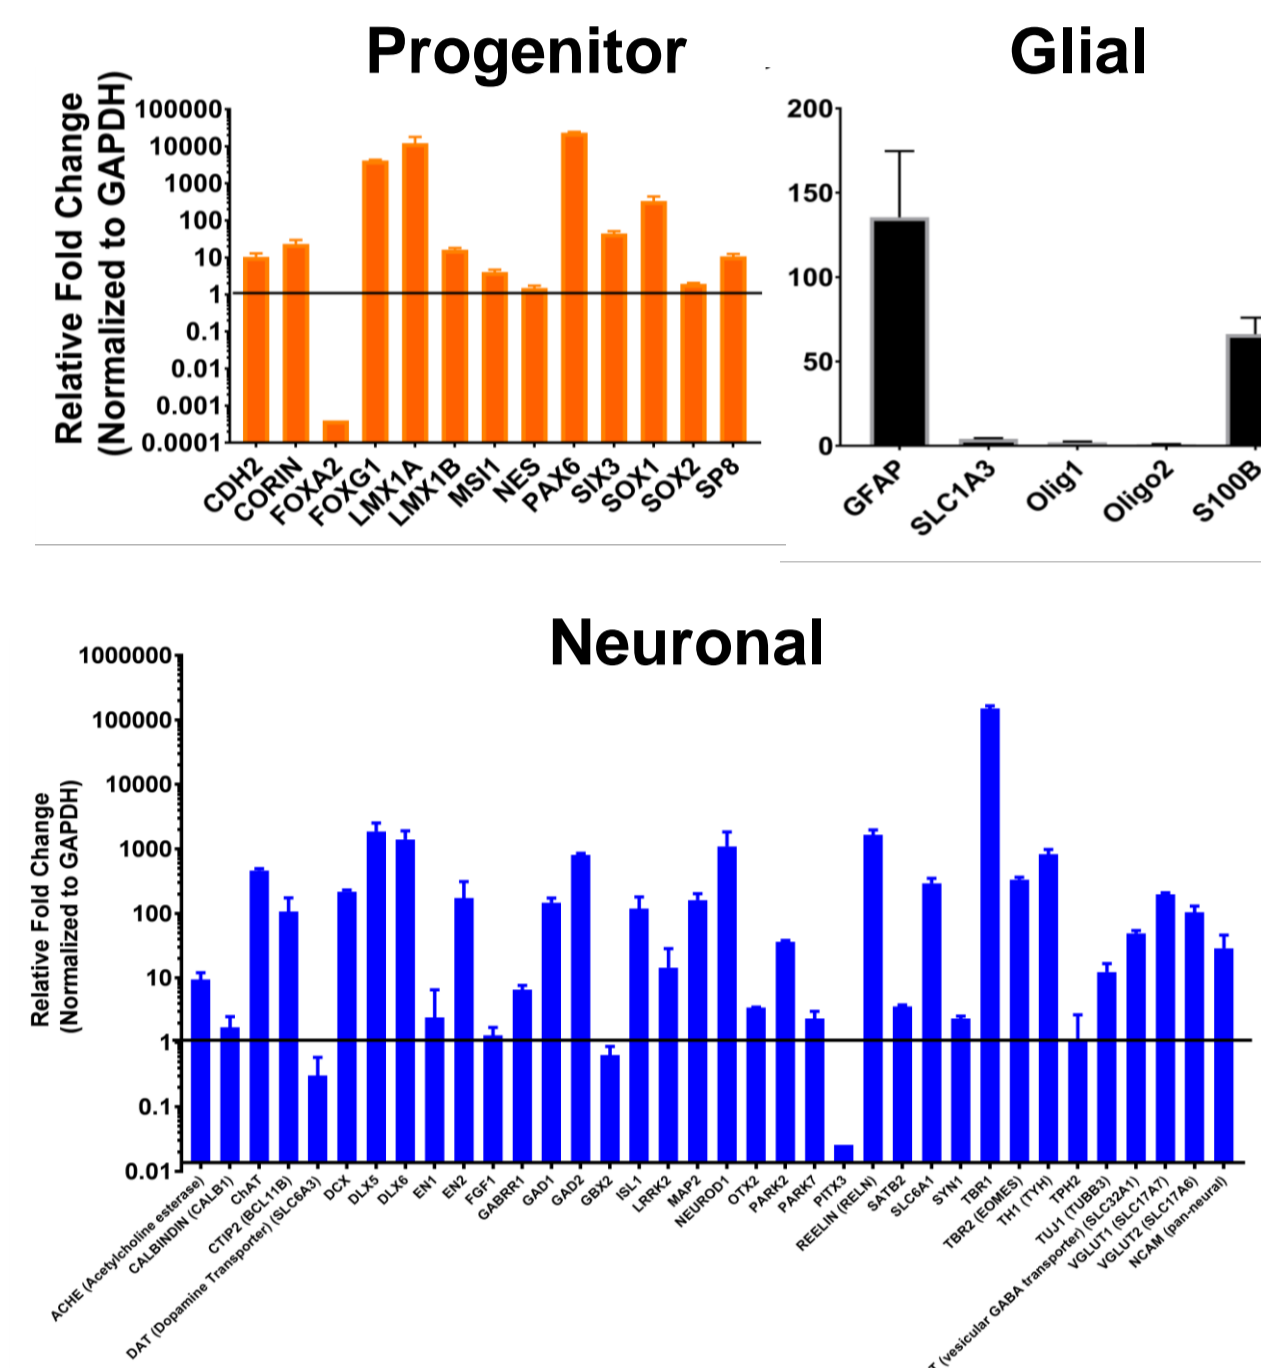 Progenitor
Relative Fold Change
(Normalized to GAPDH)
100000
10000
1000
100
10
1
0.1
0.01
0.001
0.0001
CDH2
CORIN
FOXA2
FOXG1
LMX1A
LMX1B
MSI1
NES
PAX6
SIX3
SOX1
SOX2
SP8
Glial
200
150
100
50
0
GFAP
SLC1A3
Olig1
Oligo2
S100B
Neuronal
Relative Fold Change
(Normalized to GAPDH)
1000000
100000
10000
1000
100
10
1
0.1
0.01
ACHE (Acetylcholine esterase)
CALBINDIN (CALB1)
ChAT
CTIP2 (BCL11B)
DAT (Dopamine Transporter) (SLC6A3)
DCX
DLX5
DLX6
EN1
EN2
FGF1
GABRR1
GAD1
GAD2
GBX2
ISL1
LRRK2
MAP2
NEUROD1
OTX2
PARK2
PARK7
PITX3
REELIN (RELN)
SATB2
SLC6A1
SYN1
TBR1
TBR2 (EOMES)
TH1 (TYH)
TPH2
TUJ1 (TUBB3)
T (vesicular GABA transporter) (SLC32A1)
VGLUT1 (SLC17A7)
VGLUT2 (SLC17A6)
NCAM (pan-neural)